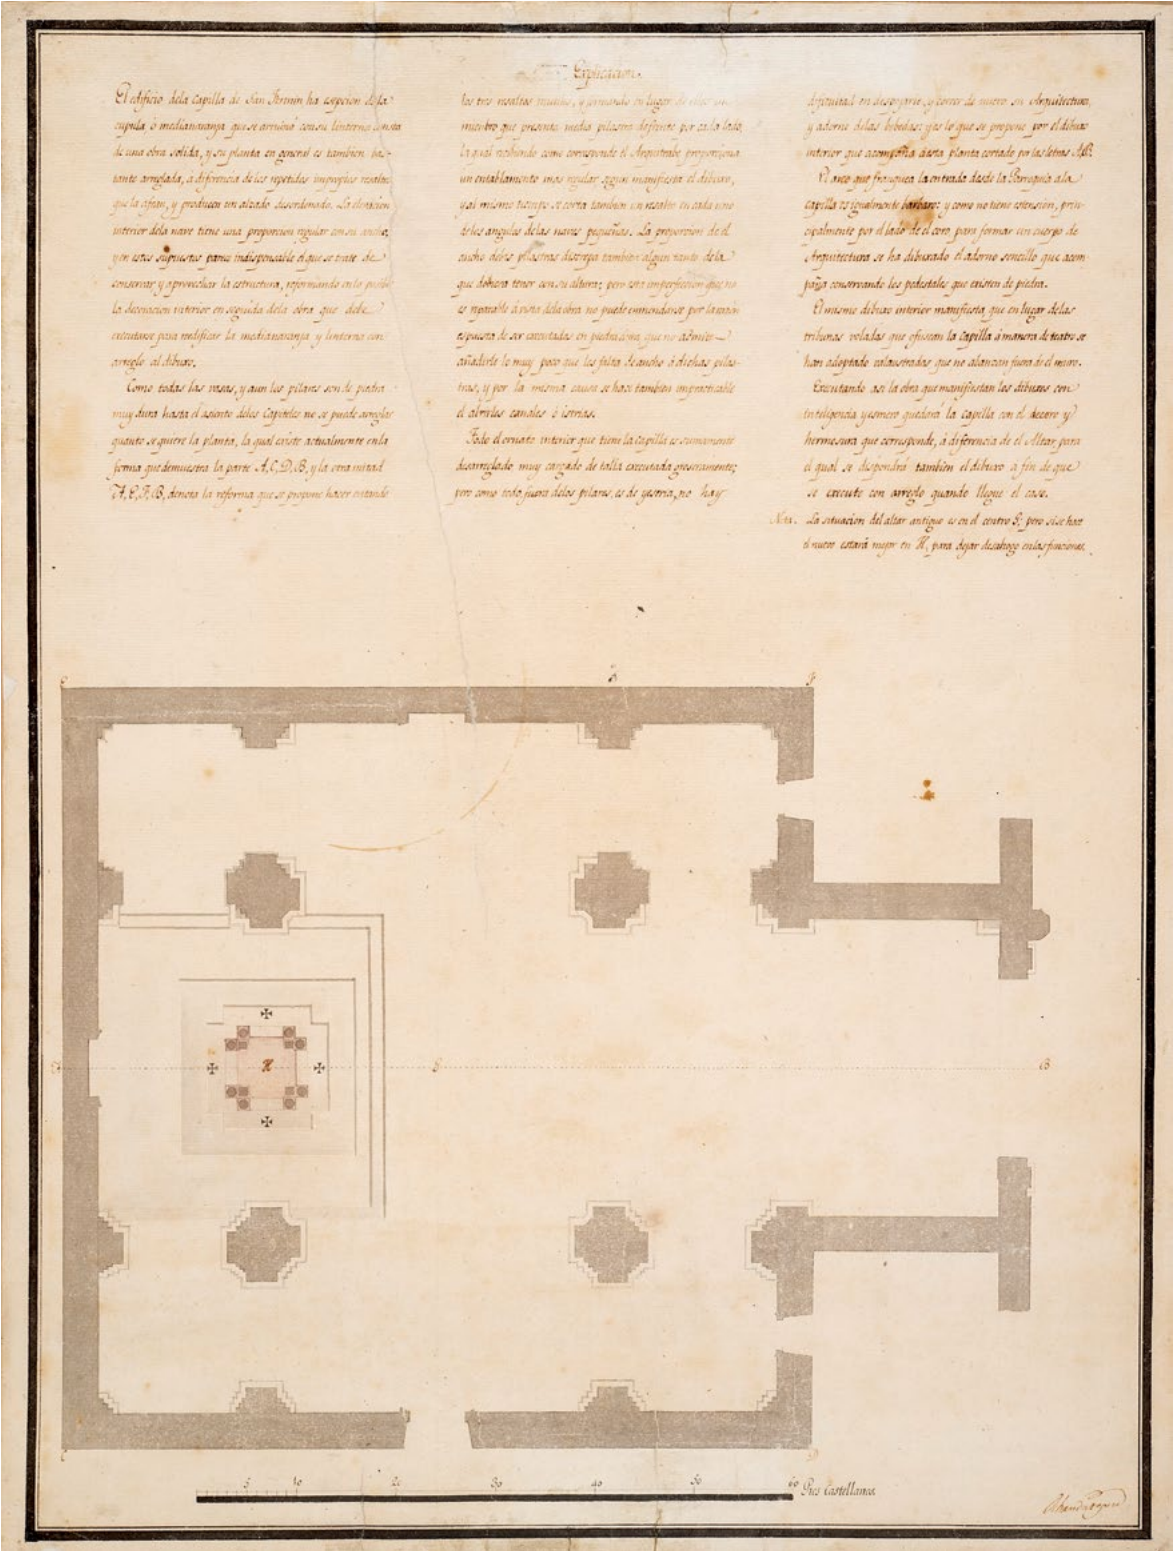 Explicacion.
El edificio dela Capilla de San Fermin ha esepcion dela
cupula ó medianaranja que se arruinó con su linterna consta
de una obra solida, y su planta en general es tambien bas-
tante arreglada, á diferencia de los repetidos impropios resaltes
que la afean, y producen un alzado desordenado. La elevacion
interior dela nave tiene una proporcion regular con su ancho,
y en estos supuestos parece indispensable el que se trate de
conservar y aprovechar la estructura, reformando en lo posible
la decoracion interior en seguida dela obra que debe
executarse para redificar la medianaranja y linterna con
arreglo al dibuxo.
Como todas las vasas, y aun los pilares son de piedra
muy dura hasta el asiento delos Capiteles no se puede arreglar
quanto se quiere la planta, la qual existe actualmente en la
forma que demuestra la parte A, C, D, B, y la otra mitad
A, E, F, B, denota la reforma que se propone hacer
los tres resaltos y formando en lugar de ellos un
miembro que presenta media pilastra defrente por cada lado,
la qual recibiendo como corresponde el Arquitrabe proporciona
un entablamento mas regular segun manifiesta el dibuxo,
y al mismo tiempo se corta tambien un resalto en cada uno
delos angulos de las naves pequeñas. La proporcion de el
ancho delas pilastras discrepa tambien algun tanto dela
que debiera tener con su altura; pero esta imperfeccion que no
es reparable á vista dela obra no puede enmendarse por la razon
expuesta de ser executadas en piedra dura que no admite
añadirle lo muy poco que les falta de ancho á dichas pilas-
tras, y por la misma causa se hace tambien impracticable
el abrirles canales ó istrias.
Todo el ornato interior que tiene la capilla es sumamente
desarreglado muy cargado de talla executada groseramente;
pero como todo, fuera delos pilares, es de yesería, no hay
dificultad en despojarle, y correr de nuevo su Arquitectura,
y adorno delas bobedas: y es lo que se propone por el dibuxo
interior que acompaña á esta planta cortado por las letras A, B.
El arco que franquea la entrada desde la Parroquia ala
capilla es igualmente barbaro: y como no tiene estension, prin-
cipalmente por el lado de el coro, para formar un cuerpo de
Arquitectura se ha dibuxado el adorno sencillo que acom-
paña conservando los pedestales que existen de piedra.
El mismo dibuxo interior manifiesta, que en lugar delas
tribunas voladas que ofuscan la capilla á manera de teatro se
han adoptado valaustradas que no abanzan fuera de el muro.
Executando asi la obra que manifiestan los dibuxos con
inteligencia y esmero quedará la capilla con el decoro y
hermosura que corresponde, á diferencia de el Altar, para
el qual se dispondrá tambien el dibuxo á fin de que
se execute con arreglo quando llegue el caso.
Nota. La situacion del altar antiguo es en el centro G; pero si se hace
el nuevo estará mejor en H, para dejar desahogo en las funciones.
E
A
F
H
G
B
C
D
5 10 20 30 40 50 60 Pies Castellanos.